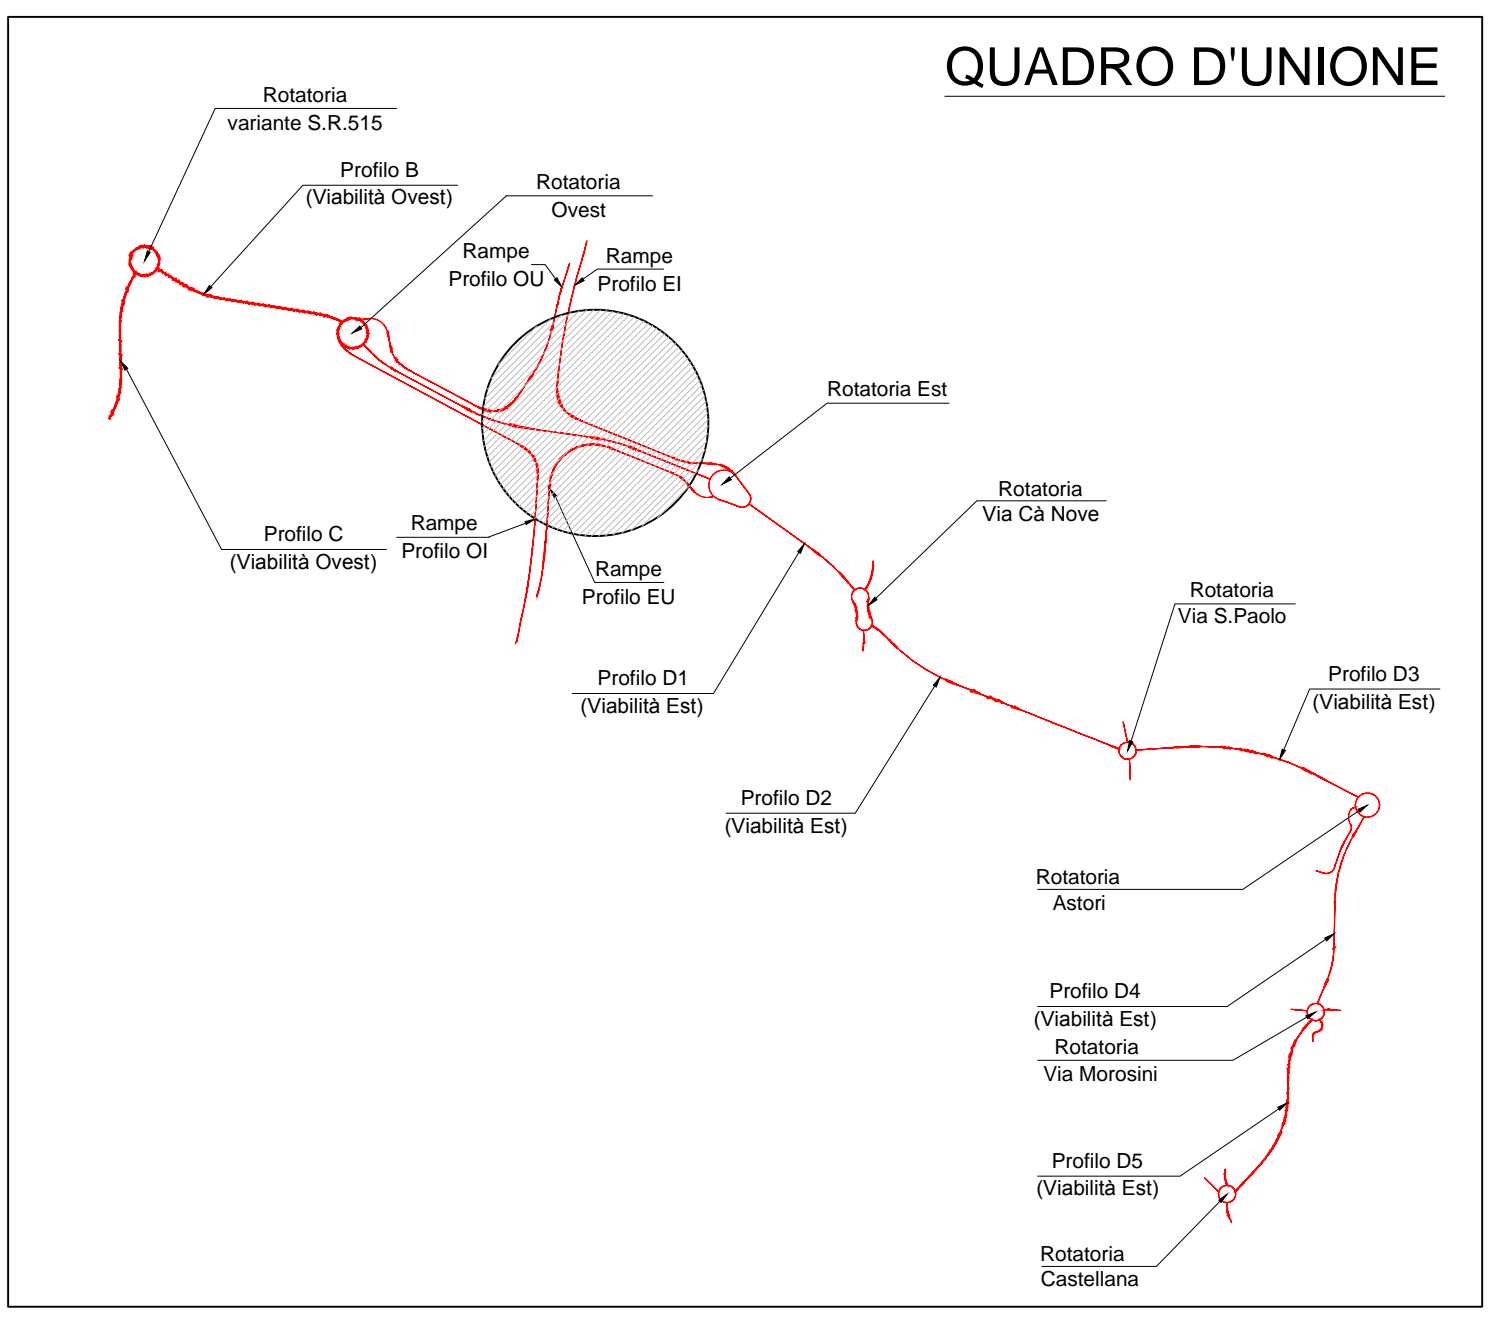 QUADRO D'UNIONE
Rotatoria
variante S.R.515
Profilo B
(Viabilità Ovest)
Rotatoria
Ovest
Rampe
Profilo OU
Rampe
Profilo EI
Rotatoria Est
Rotatoria
Via Cà Nove
Profilo C
(Viabilità Ovest)
Rampe
Profilo OI
Rampe
Profilo EU
Rotatoria
Via S.Paolo
Profilo D1
(Viabilità Est)
Profilo D3
(Viabilità Est)
Profilo D2
(Viabilità Est)
Rotatoria
Astori
Profilo D4
(Viabilità Est)
Rotatoria
Via Morosini
Profilo D5
(Viabilità Est)
Rotatoria
Castellana